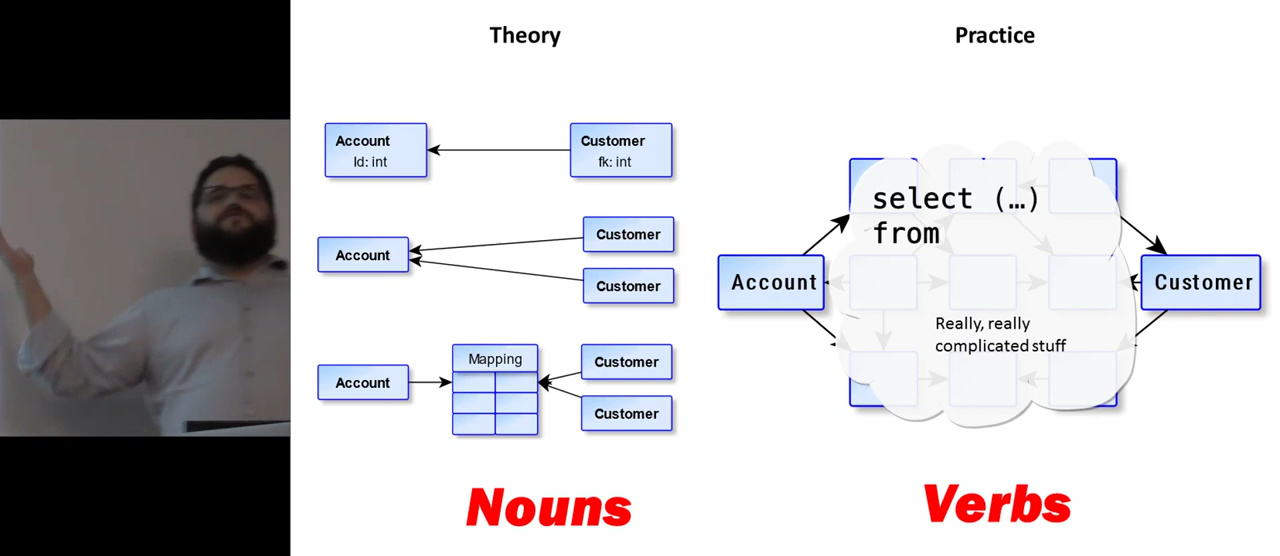 Theory
Account
Id: int
Customer
fk: int
Account
Customer
Customer
Account
Mapping
Customer
Customer
Nouns
Practice
select (…)
from
Account
Customer
Really, really
complicated stuff
Verbs